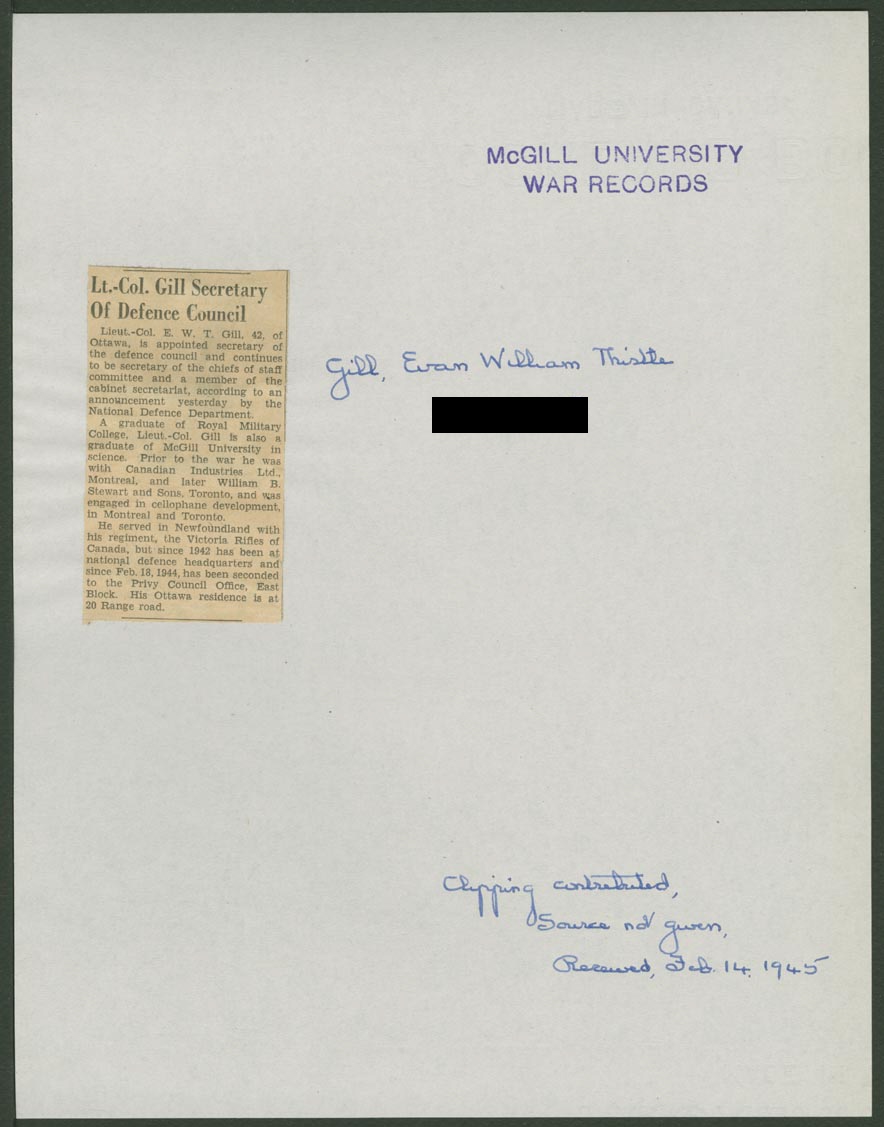 McGILL UNIVERSITY
WAR RECORDS
Lt.-Col. Gill Secretary
Of Defence Council
Lieut.-Col. E. W. T. Gill, 42, of
Ottawa, is appointed secretary of
the defence council and continues
to be secretary of the chiefs of staff
committee and a member of the
cabinet secretariat, according to an
announcement yesterday by the
National Defence Department.
A graduate of Royal Military
College, Lieut.-Col. Gill is also a
graduate of McGill University in
science. Prior to the war he was
with Canadian Industries Ltd.,
Montreal, and later William B.
Stewart and Sons, Toronto, and was
engaged in cellophane development,
in Montreal and Toronto.
He served in Newfoundland with
his regiment, the Victoria Rifles of
Canada, but since 1942 has been at
national defence headquarters and
since Feb. 18, 1944, has been seconded
to the Privy Council Office, East
Block. His Ottawa residence is at
20 Range road.
Gill, Evan William Thistle
Clipping contributed,
Source not given,
Received, Feb. 14. 1945